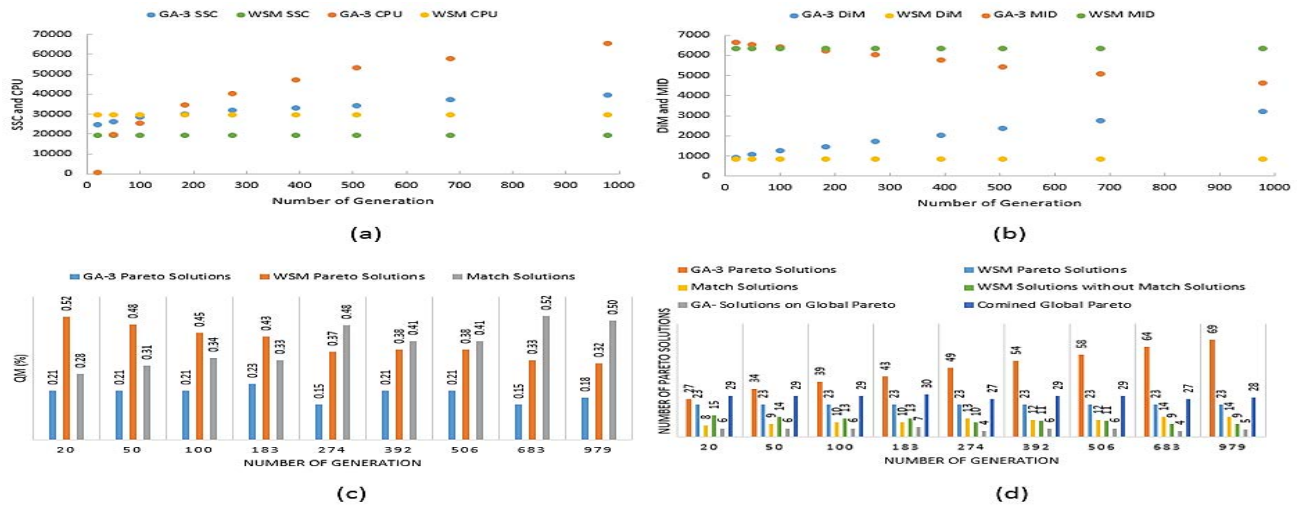 GA-3 SSC WSM SSC GA-3 CPU WSM CPU
SSC and CPU
70000
60000
50000
40000
30000
20000
10000
0
0 100 200 300 400 500 600 700 800 900 1000
Number of Generation
(a)
GA-3 DiM WSM DiM GA-3 MID WSM MID
DiM and MID
7000
6000
5000
4000
3000
2000
1000
0
0 100 200 300 400 500 600 700 800 900 1000
Number of Generation
(b)
GA-3 Pareto Solutions WSM Pareto Solutions Match Solutions
QM (%)
0.21 0.52 0.28 0.21 0.48 0.31 0.21 0.45 0.34 0.23 0.43 0.33 0.15 0.37 0.48 0.21 0.38 0.41 0.21 0.38 0.41 0.15 0.33 0.52 0.18 0.32 0.50
20 50 100 183 274 392 506 683 979
NUMBER OF GENERATION
(c)
GA-3 Pareto Solutions WSM Pareto Solutions
Match Solutions WSM Solutions without Match Solutions
GA- Solutions on Global Pareto Comined Global Pareto
NUMBER OF PARETO SOLUTIONS
27 23 8 15 6 29 34 23 9 14 6 29 39 23 10 13 6 29 43 23 10 13 7 30 49 23 13 10 4 27 54 23 12 11 6 29 58 23 12 11 6 29 64 23 14 9 4 27 69 23 14 9 5 28
20 50 100 183 274 392 506 683 979
NUMBER OF GENERATION
(d)